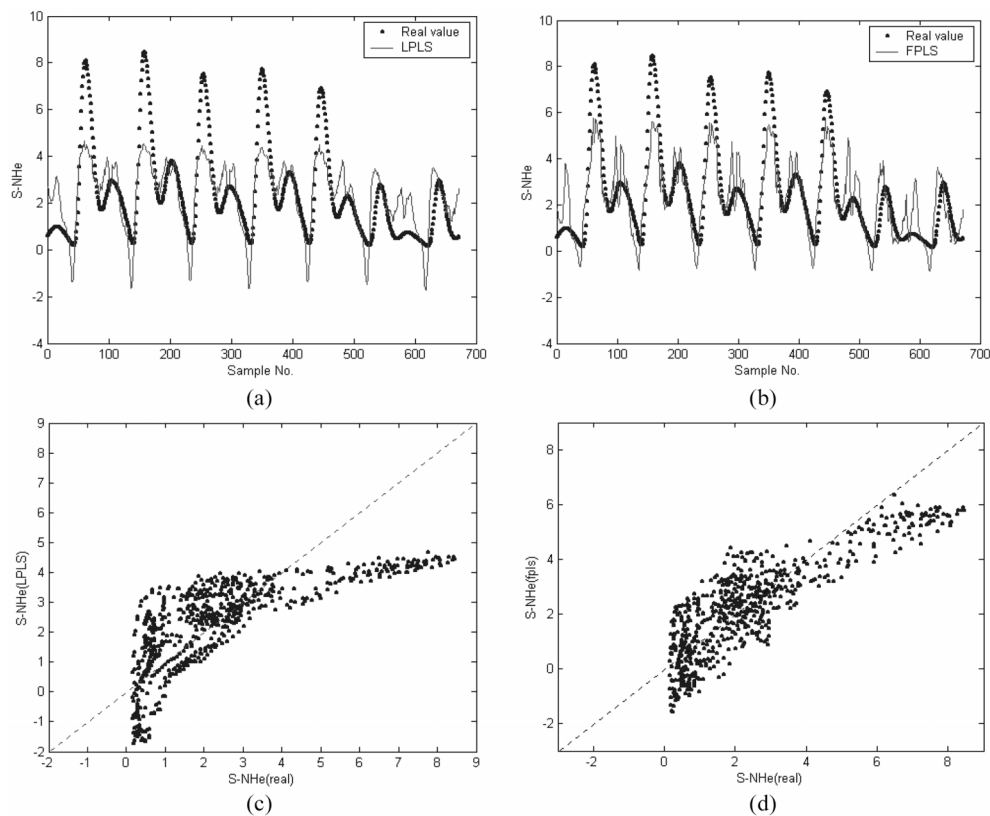 10
8
6
4
2
0
-2
-4
S-NHe
Real value
LPLS
0 100 200 300 400 500 600 700
Sample No.
(a)
10
8
6
4
2
0
-2
-4
S-NHe
Real value
FPLS
0 100 200 300 400 500 600 700
Sample No.
(b)
9
8
7
6
5
4
3
2
1
0
-1
-2
S-NHe(LPLS)
-2 -1 0 1 2 3 4 5 6 7 8 9
S-NHe(real)
(c)
8
6
4
2
0
-2
S-NHe(fpls)
-2 0 2 4 6 8
S-NHe(real)
(d)